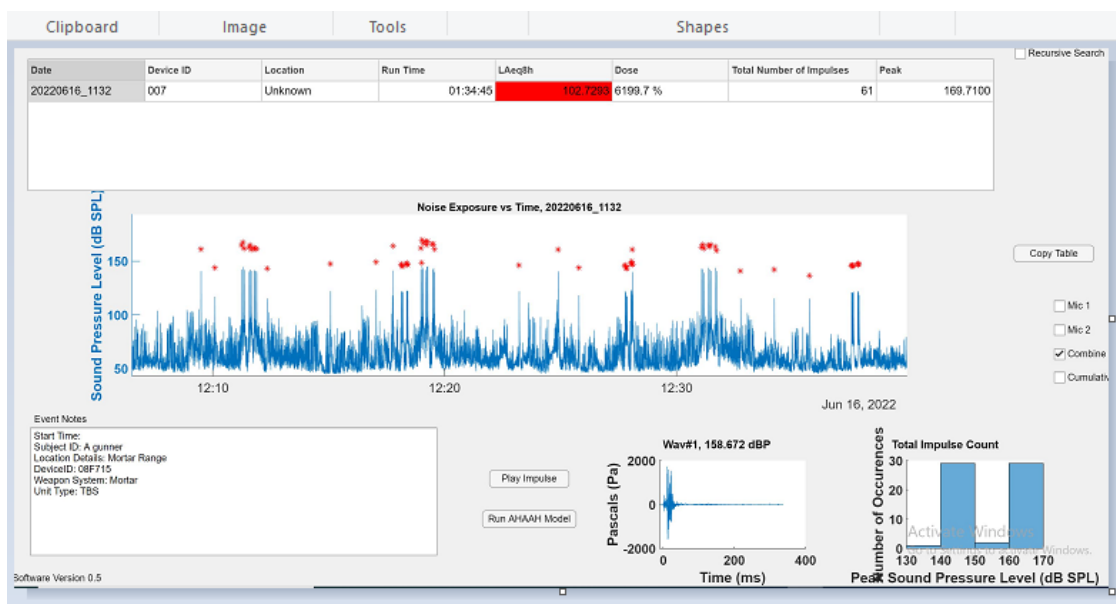 Clipboard Image Tools Shapes
Recursive Search
Date Device ID Location Run Time LAeq8h Dose Total Number of Impulses Peak
20220616_1132 007 Unknown 01:34:45 102.7293 6199.7 % 61 169.7100
Noise Exposure vs Time, 20220616_1132
Sound Pressure Level (dB SPL)
150
100
50
12:10 12:20 12:30
Jun 16, 2022
Copy Table
Mic 1
Mic 2
Combine
Cumulativ
Event Notes
Start Time:
Subject ID: A gunner
Location Details: Mortar Range
DeviceID: 08F715
Weapon System: Mortar
Unit Type: TBS
Play Impulse
Run AHAAH Model
Wav#1, 158.672 dBP
Pascals (Pa)
2000
0
-2000
0 200 400
Time (ms)
Total Impulse Count
Number of Occurences
30
20
10
0
130 140 150 160 170
Peak Sound Pressure Level (dB SPL)
Activate Windows
Go to Settings to activate Windows.
Software Version 0.5